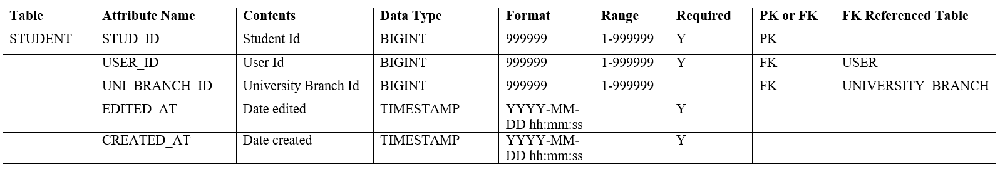 Table Attribute Name Contents Data Type Format Range Required PK or FK FK Referenced Table
STUDENT STUD_ID Student Id BIGINT 999999 1-999999 Y PK
USER_ID User Id BIGINT 999999 1-999999 Y FK USER
UNI_BRANCH_ID University Branch Id BIGINT 999999 1-999999 FK UNIVERSITY_BRANCH
EDITED_AT Date edited TIMESTAMP YYYY-MM- Y
DD hh:mm:ss
CREATED_AT Date created TIMESTAMP YYYY-MM- Y
DD hh:mm:ss